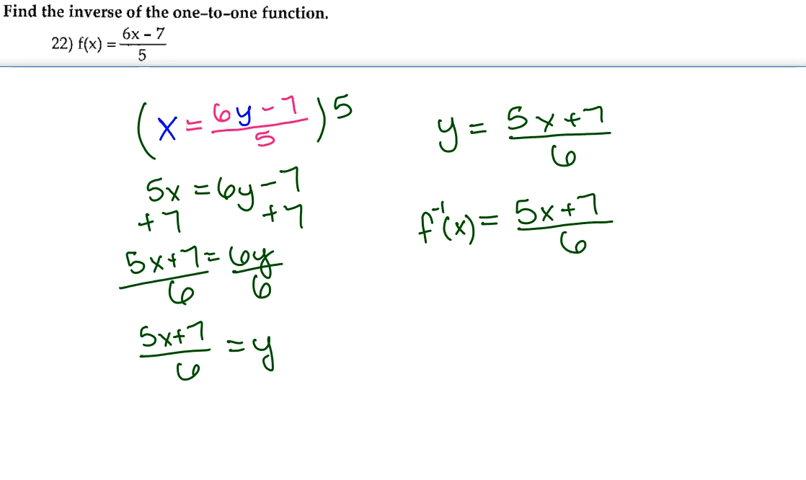 Find the inverse of the one-to-one function.
22) f(x) = (6x - 7)/5
(x = (6y - 7)/5) 5
5x = 6y - 7
+7 +7
(5x + 7)/6 = 6y/6
(5x+7)/6 = y
y = (5x + 7)/6
f⁻¹(x) = (5x + 7)/6